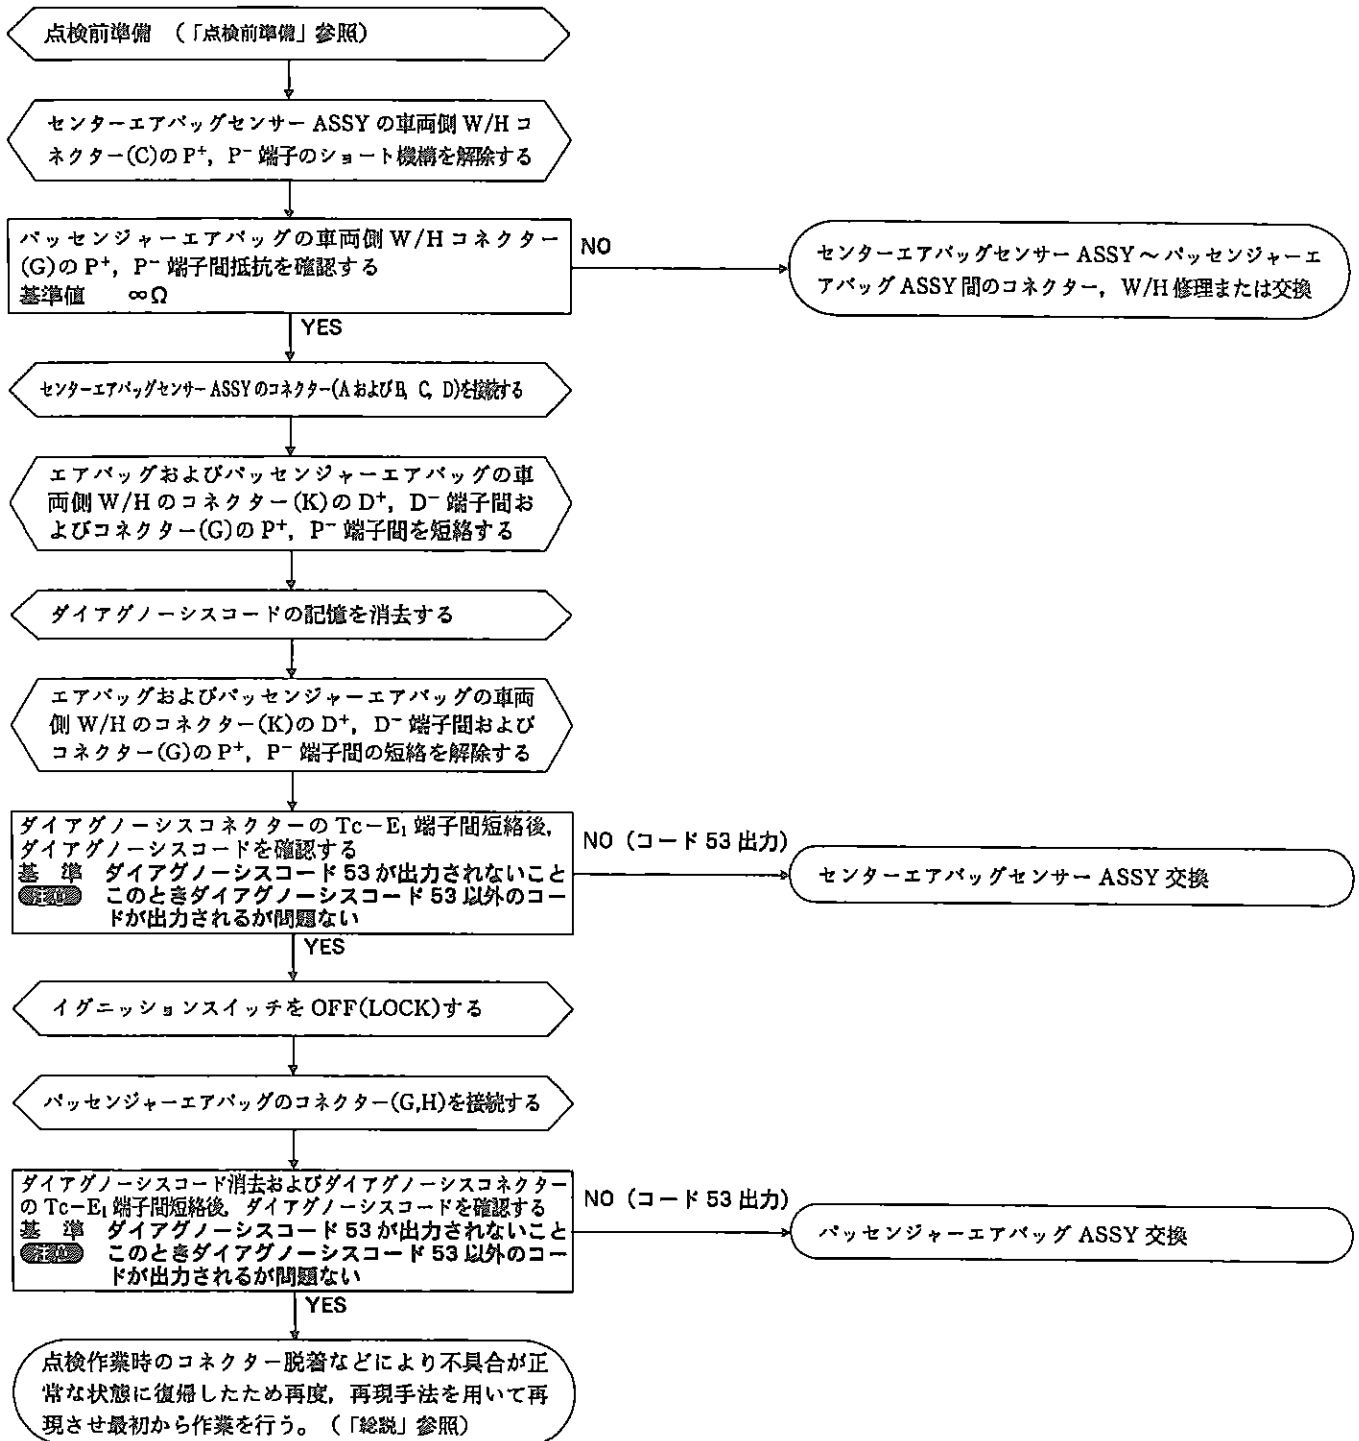 点検前準備 (「点検前準備」参照)
センターエアバッグセンサー ASSY の車両側 W/H コ
ネクター(C)の P⁺, P⁻ 端子のショート機構を解除する
パッセンジャーエアバッグの車両側 W/H コネクター
(G)の P⁺, P⁻ 端子間抵抗を確認する
基準値 ∞Ω
NO
センターエアバッグセンサー ASSY ～パッセンジャーエ
アバッグ ASSY 間のコネクター, W/H 修理または交換
YES
センターエアバッグセンサー ASSY のコネクター(A および B, C, D)を接続する
エアバッグおよびパッセンジャーエアバッグの車
両側 W/H のコネクター(K)の D⁺, D⁻ 端子間お
よびコネクター(G)の P⁺, P⁻ 端子間を短絡する
ダイアグノーシスコードの記憶を消去する
エアバッグおよびパッセンジャーエアバッグの車両
側 W/H のコネクター(K)の D⁺, D⁻ 端子間および
コネクター(G)の P⁺, P⁻ 端子間の短絡を解除する
ダイアグノーシスコネクターの Tc－E₁ 端子間短絡後,
ダイアグノーシスコードを確認する
基 準 ダイアグノーシスコード 53 が出力されないこと
注意 このときダイアグノーシスコード 53 以外のコー
ドが出力されるが問題ない
NO (コード 53 出力)
センターエアバッグセンサー ASSY 交換
YES
イグニッションスイッチを OFF(LOCK)する
パッセンジャーエアバッグのコネクター(G,H)を接続する
ダイアグノーシスコード消去およびダイアグノーシスコネクター
の Tc－E₁ 端子間短絡後, ダイアグノーシスコードを確認する
基 準 ダイアグノーシスコード 53 が出力されないこと
注意 このときダイアグノーシスコード 53 以外のコー
ドが出力されるが問題ない
NO (コード 53 出力)
パッセンジャーエアバッグ ASSY 交換
YES
点検作業時のコネクター脱着などにより不具合が正
常な状態に復帰したため再度, 再現手法を用いて再
現させ最初から作業を行う。 (「総説」参照)